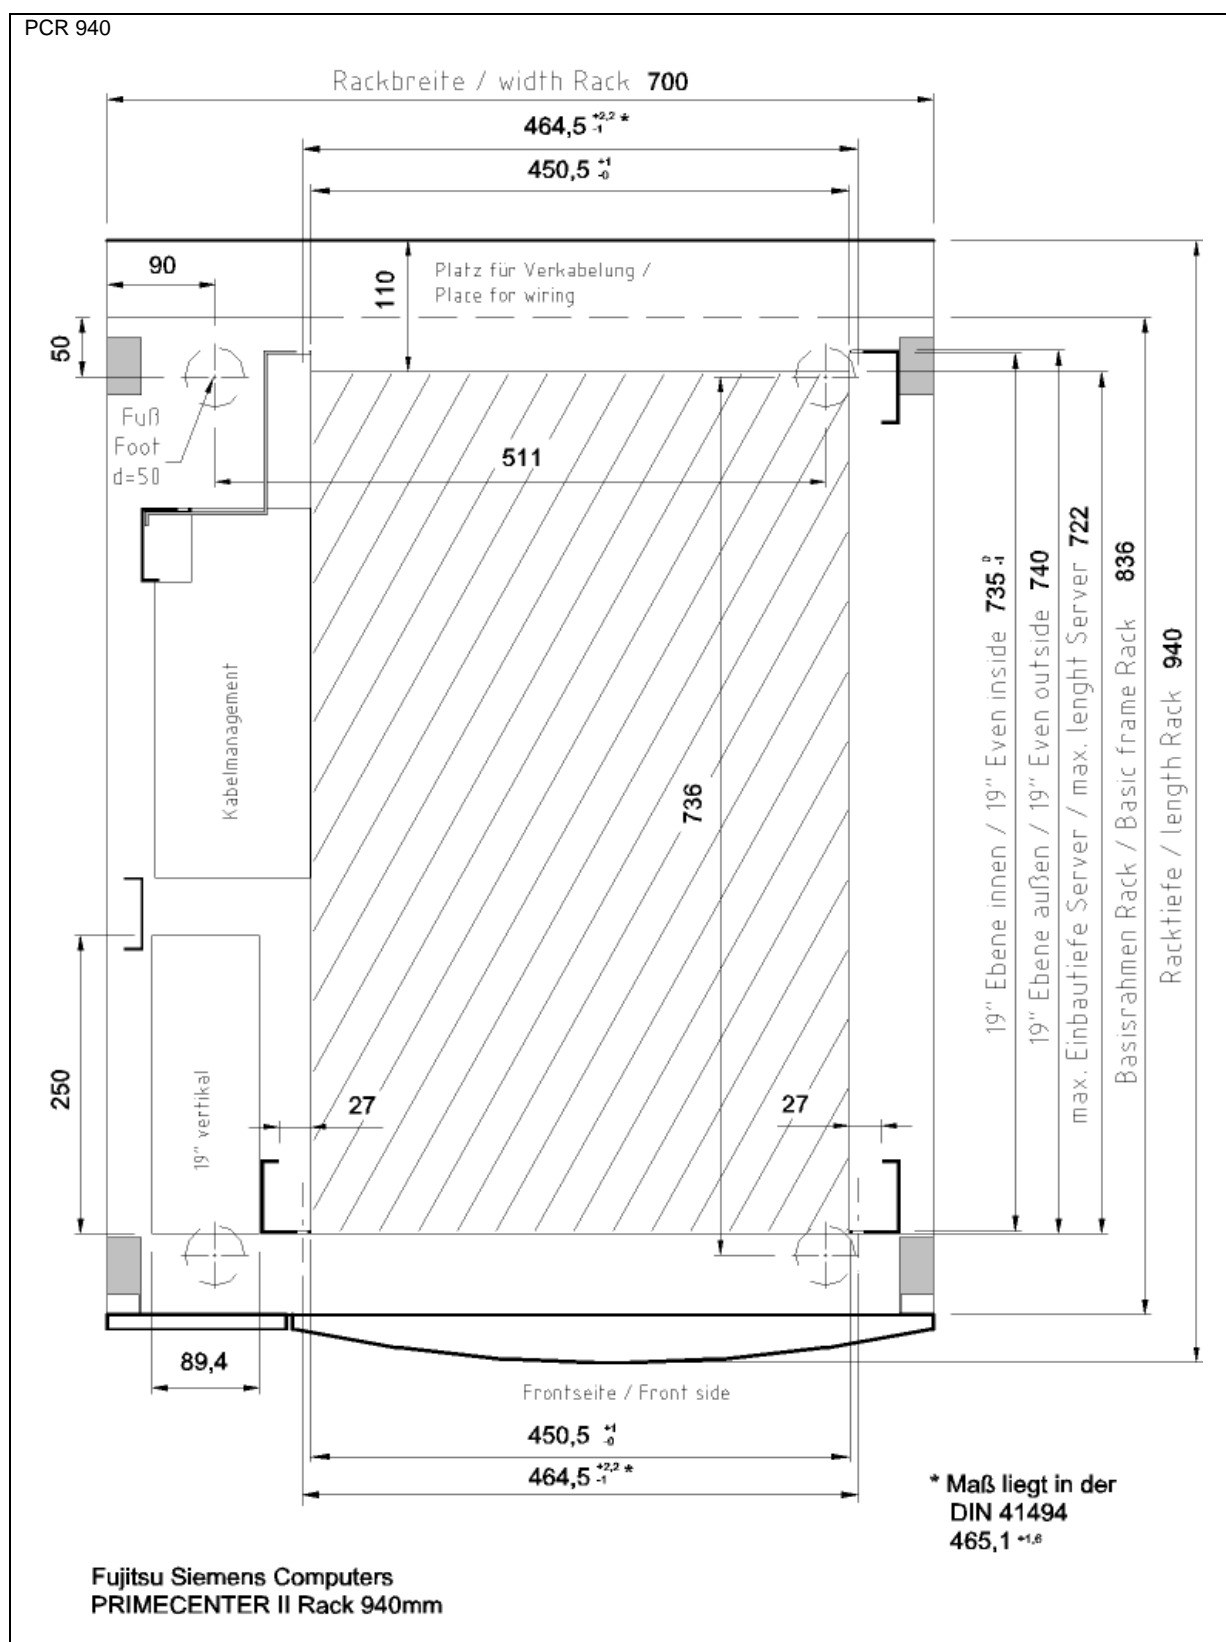 PCR 940
Rackbreite / width Rack 700
464,5 +2,2 * -1
450,5 +1 -0
90
110
Platz für Verkabelung /
Place for wiring
50
Fuß
Foot
d=50
511
736
Kabelmanagement
19" vertikal
250
27
27
19" Ebene innen / 19" Even inside 735 0 -1
19" Ebene außen / 19" Even outside 740
max. Einbautiefe Server / max. lenght Server 722
Basisrahmen Rack / Basic frame Rack 836
Racktiefe / length Rack 940
89,4
Frontseite / Front side
450,5 +1 -0
464,5 +2,2 * -1
* Maß liegt in der
DIN 41494
465,1 +1,6
Fujitsu Siemens Computers
PRIMECENTER II Rack 940mm